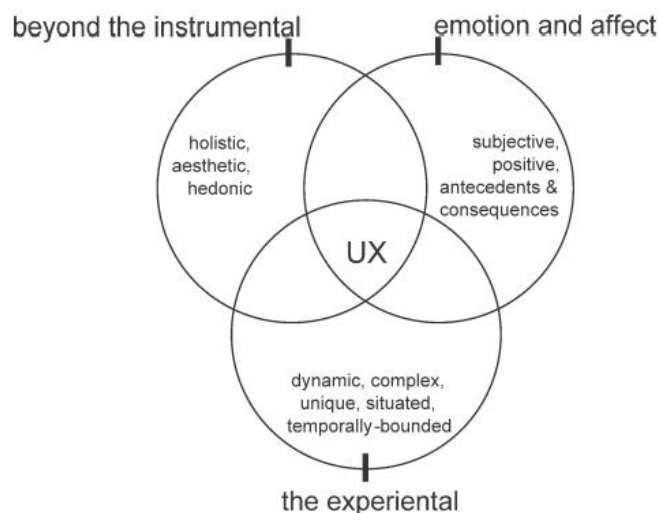 beyond the instrumental
emotion and affect
holistic,
aesthetic,
hedonic
subjective,
positive,
antecedents &
consequences
UX
dynamic, complex,
unique, situated,
temporally-bounded
the experiental